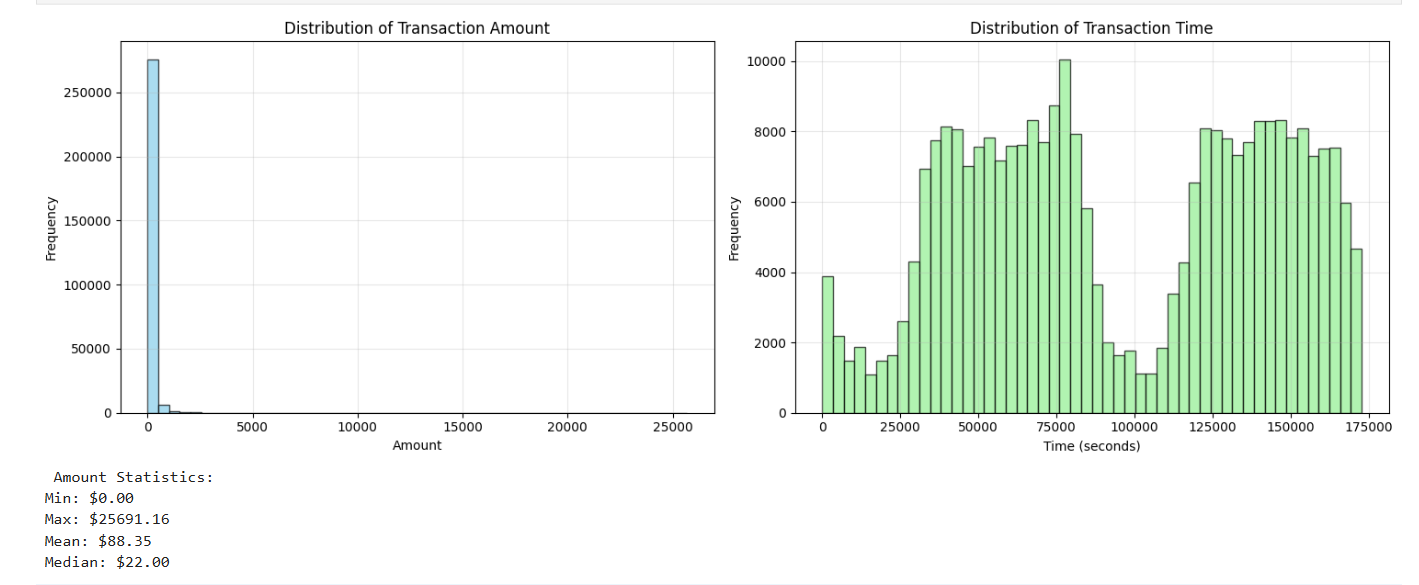 Distribution of Transaction Amount
Frequency
250000
200000
150000
100000
50000
0
0 5000 10000 15000 20000 25000
Amount
Distribution of Transaction Time
Frequency
10000
8000
6000
4000
2000
0
0 25000 50000 75000 100000 125000 150000 175000
Time (seconds)
Amount Statistics:
Min: $0.00
Max: $25691.16
Mean: $88.35
Median: $22.00